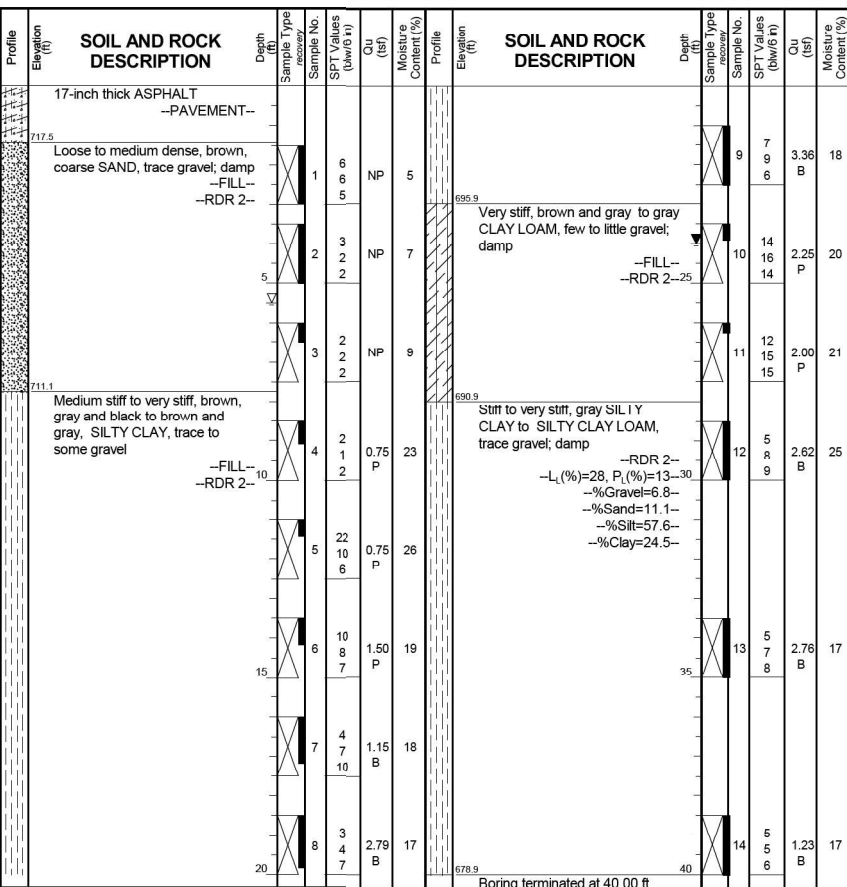 Profile
Elevation (ft)
SOIL AND ROCK
DESCRIPTION
Depth (ft)
Sample Type
recovery
Sample No.
SPT Values
(blw/6 in)
Qu
(tsf)
Moisture
Content (%)
17-inch thick ASPHALT
--PAVEMENT--
717.5
Loose to medium dense, brown,
coarse SAND, trace gravel; damp
--FILL--
--RDR 2--
1
6
6
5
NP
5
2
3
2
2
NP
7
5
3
2
2
2
NP
9
711.1
Medium stiff to very stiff, brown,
gray and black to brown and
gray, SILTY CLAY, trace to
some gravel
--FILL--
10
--RDR 2--
4
2
1
2
0.75
P
23
5
22
10
6
0.75
P
26
6
10
8
7
1.50
P
19
15
7
4
7
10
1.15
B
18
8
3
4
7
2.79
B
17
20
Profile
Elevation (ft)
SOIL AND ROCK
DESCRIPTION
Depth (ft)
Sample Type
recovery
Sample No.
SPT Values
(blw/6 in)
Qu
(tsf)
Moisture
Content (%)
9
7
9
6
3.36
B
18
695.9
Very stiff, brown and gray to gray
CLAY LOAM, few to little gravel;
damp
--FILL--
--RDR 2--
25
10
14
16
14
2.25
P
20
11
12
15
15
2.00
P
21
690.9
Stiff to very stiff, gray SILTY
CLAY to SILTY CLAY LOAM,
trace gravel; damp
--RDR 2--
--LL(%)=28, PL(%)=13--
30
--%Gravel=6.8--
--%Sand=11.1--
--%Silt=57.6--
--%Clay=24.5--
12
5
8
9
2.62
B
25
13
5
7
8
2.76
B
17
35
14
5
5
6
1.23
B
17
40
678.9
Boring terminated at 40.00 ft